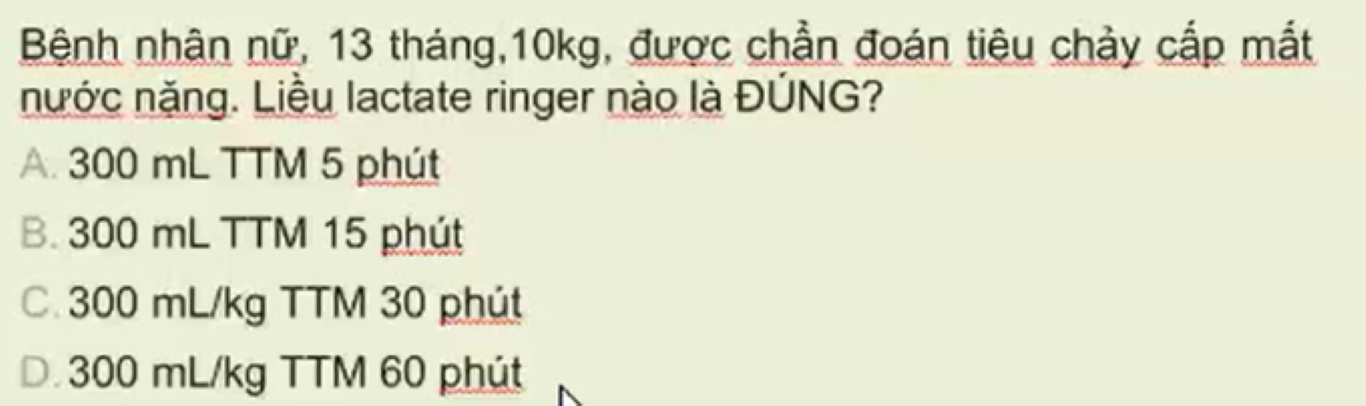 Bệnh nhân nữ, 13 tháng,10kg, được chẩn đoán tiêu chảy cấp mất
nước nặng. Liều lactate ringer nào là ĐÚNG?
A. 300 mL TTM 5 phút
B. 300 mL TTM 15 phút
C. 300 mL/kg TTM 30 phút
D. 300 mL/kg TTM 60 phút